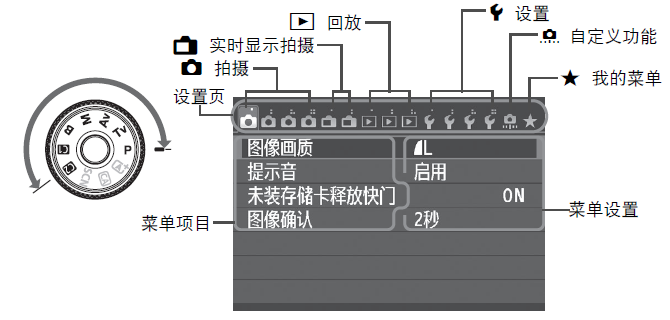 回放
设置
实时显示拍摄
自定义功能
拍摄
我的菜单
设置页
图像画质 L
提示音 启用
未装存储卡释放快门 ON
图像确认 2秒
菜单项目
菜单设置
B M Av Tv P
SCN A+